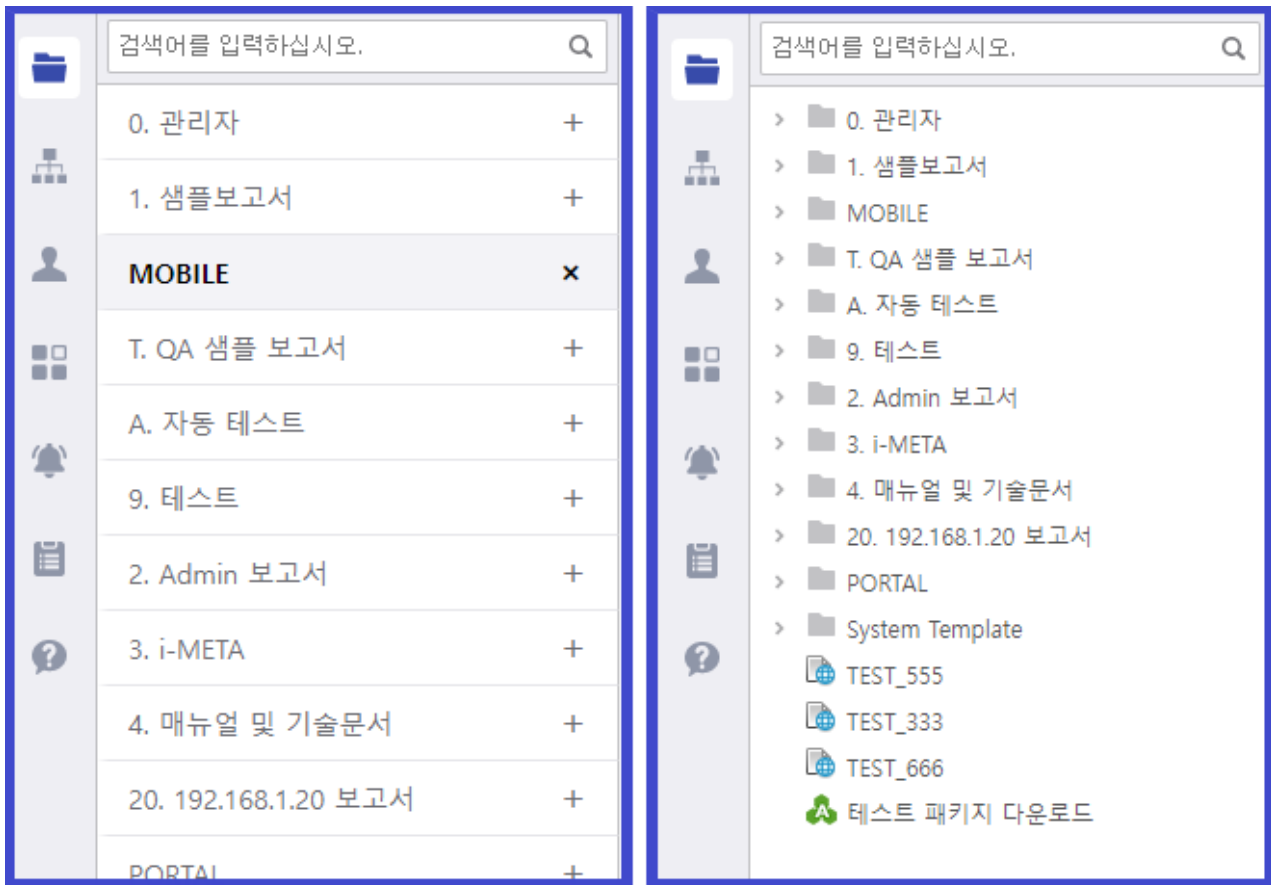 검색어를 입력하십시오.
0. 관리자
1. 샘플보고서
MOBILE
T. QA 샘플 보고서
A. 자동 테스트
9. 테스트
2. Admin 보고서
3. i-META
4. 매뉴얼 및 기술문서
20. 192.168.1.20 보고서
PORTAL
검색어를 입력하십시오.
0. 관리자
1. 샘플보고서
MOBILE
T. QA 샘플 보고서
A. 자동 테스트
9. 테스트
2. Admin 보고서
3. i-META
4. 매뉴얼 및 기술문서
20. 192.168.1.20 보고서
PORTAL
System Template
TEST_555
TEST_333
TEST_666
테스트 패키지 다운로드